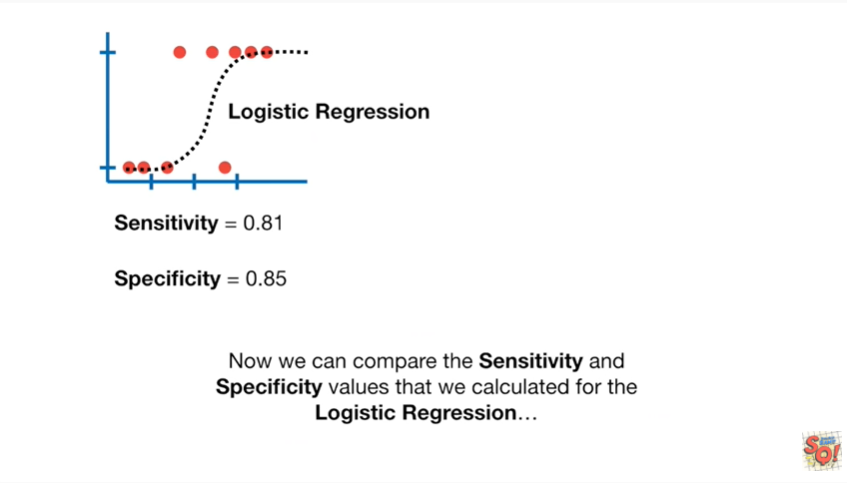 Logistic Regression
Sensitivity = 0.81
Specificity = 0.85
Now we can compare the Sensitivity and
Specificity values that we calculated for the
Logistic Regression…
SQ!